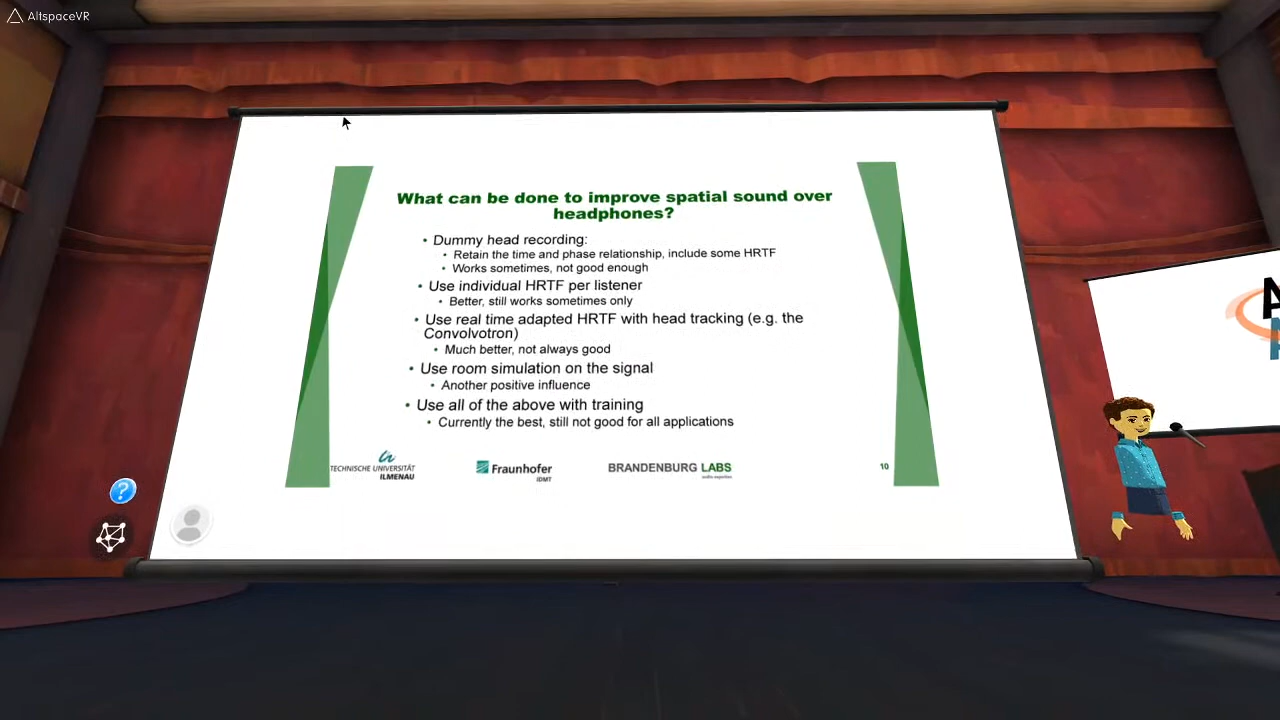 AltspaceVR
What can be done to improve spatial sound over
headphones?
• Dummy head recording:
• Retain the time and phase relationship, include some HRTF
• Works sometimes, not good enough
• Use individual HRTF per listener
• Better, still works sometimes only
• Use real time adapted HRTF with head tracking (e.g. the
Convolvotron)
• Much better, not always good
• Use room simulation on the signal
• Another positive influence
• Use all of the above with training
• Currently the best, still not good for all applications
TECHNISCHE UNIVERSITÄT
ILMENAU
Fraunhofer
IDMT
BRANDENBURG LABS
audio expertise
10
?